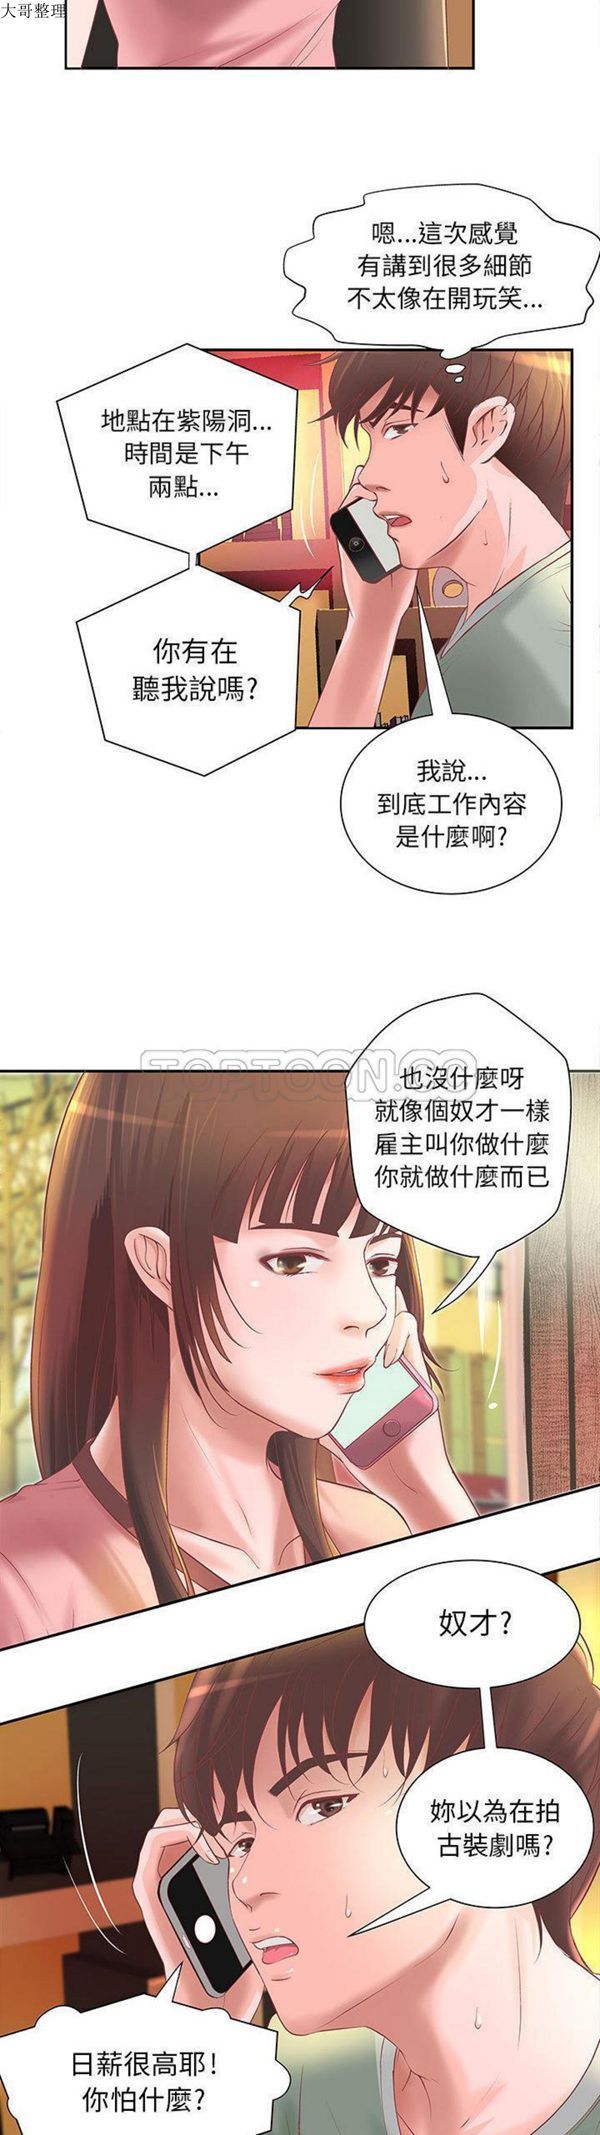 大哥整理
嗯...這次感覺
有講到很多細節
不太像在開玩笑...
地點在紫陽洞...
時間是下午
兩點...
你有在
聽我說嗎?
我說...
到底工作內容
是什麼啊?
TOPTOON.CC
也沒什麼呀
就像個奴才一樣
雇主叫你做什麼
你就做什麼而已
奴才?
妳以為在拍
古裝劇嗎?
日薪很高耶!
你怕什麼?